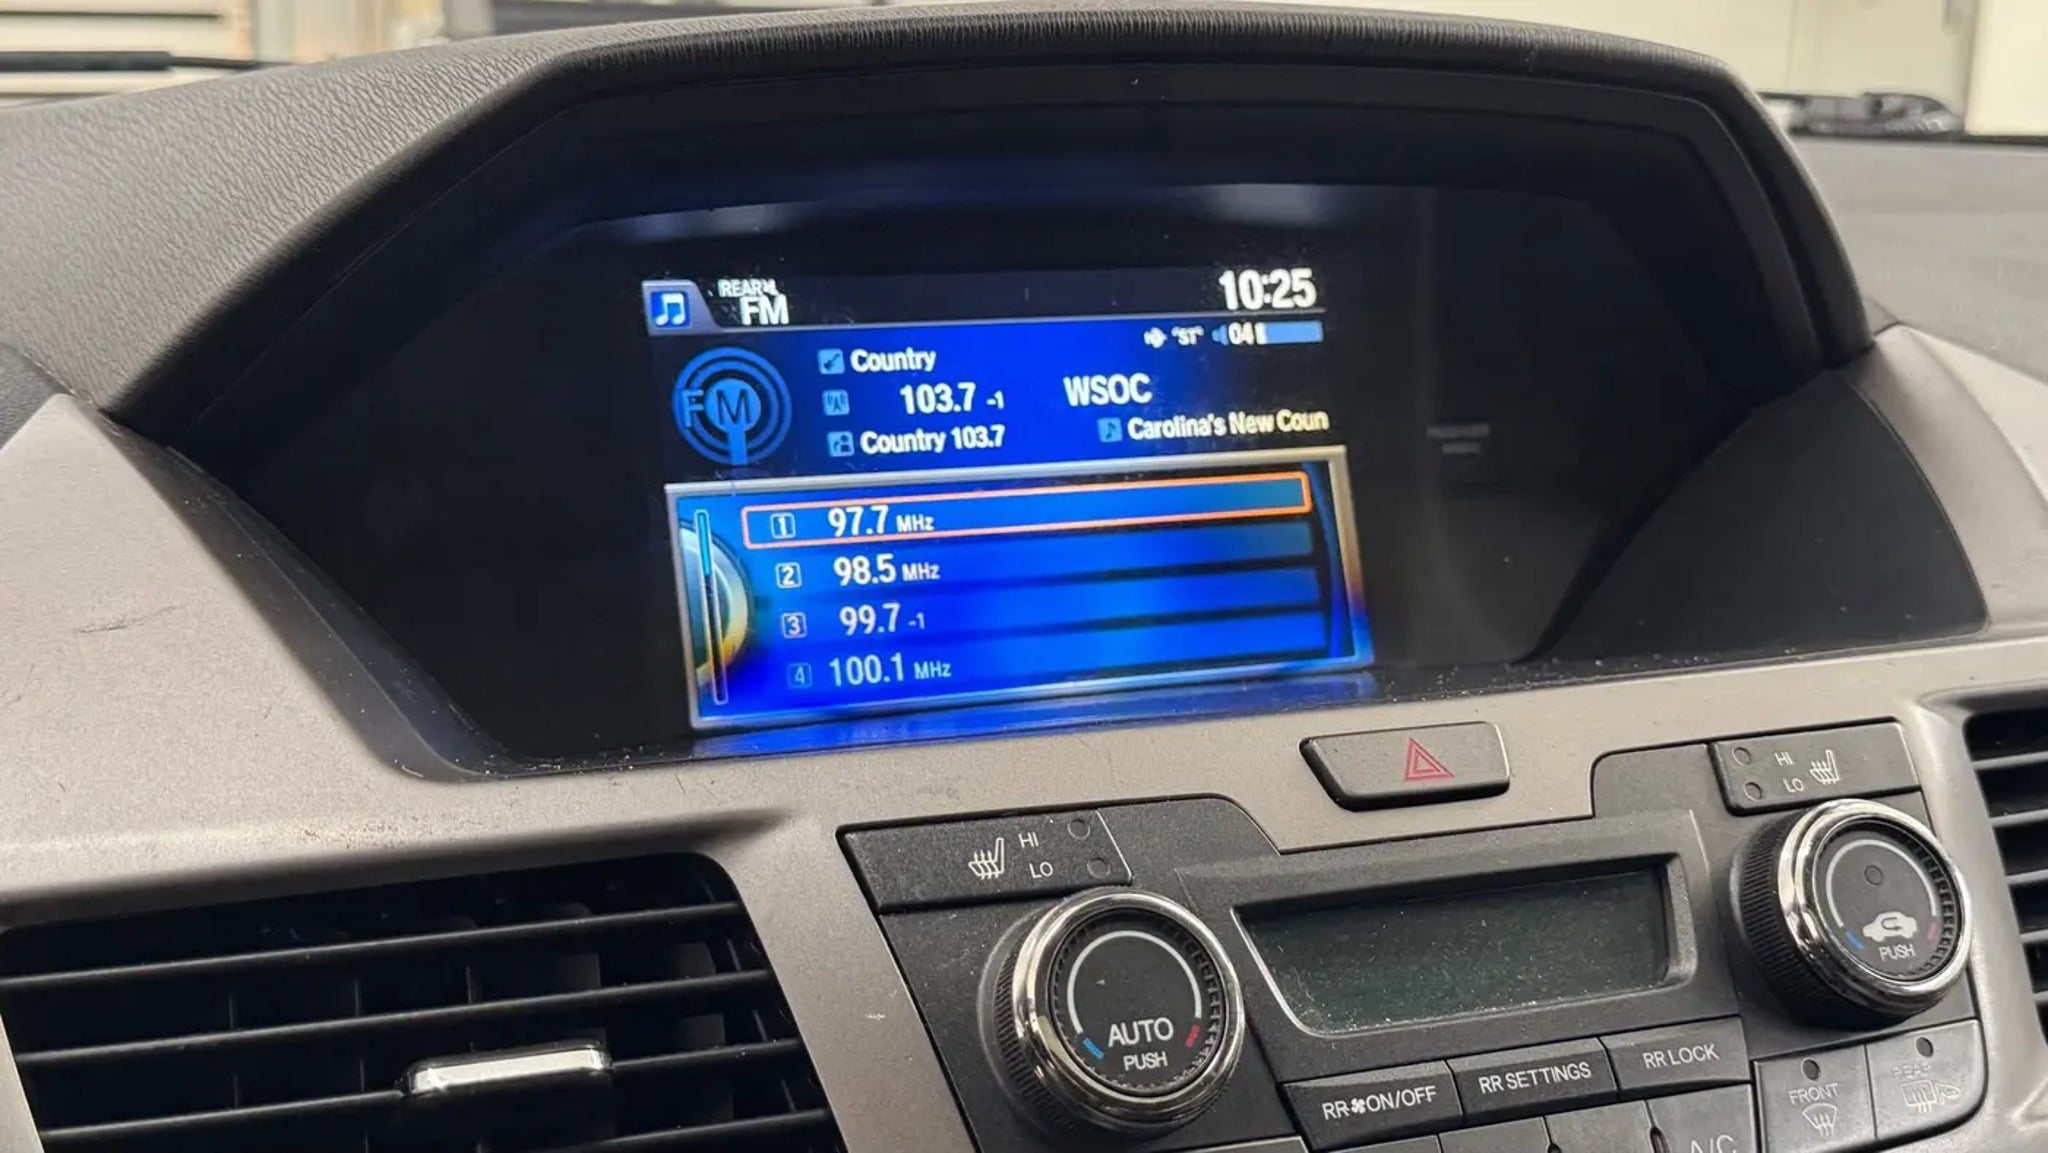 REAR
FM
10:25
"ST" 04
Country
103.7 -1 WSOC
Country 103.7 Carolina's New Coun
FM
1 97.7 MHz
2 98.5 MHz
3 99.7 -1
4 100.1 MHz
HI
LO
HI
LO
AUTO
PUSH
PUSH
RR ON/OFF RR SETTINGS RR LOCK
FRONT REAR
A/C